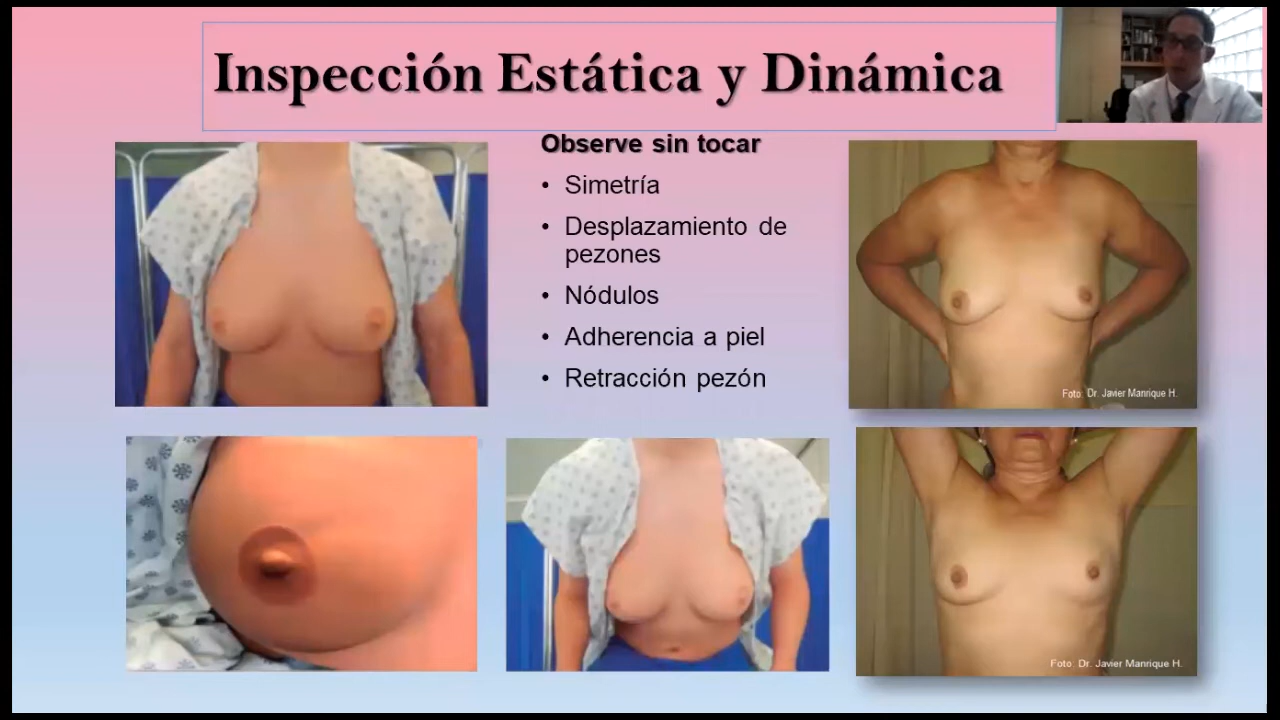 Inspección Estática y Dinámica
Observe sin tocar
• Simetría
• Desplazamiento de
pezones
• Nódulos
• Adherencia a piel
• Retracción pezón
Foto: Dr. Javier Manrique H.
Foto: Dr. Javier Manrique H.